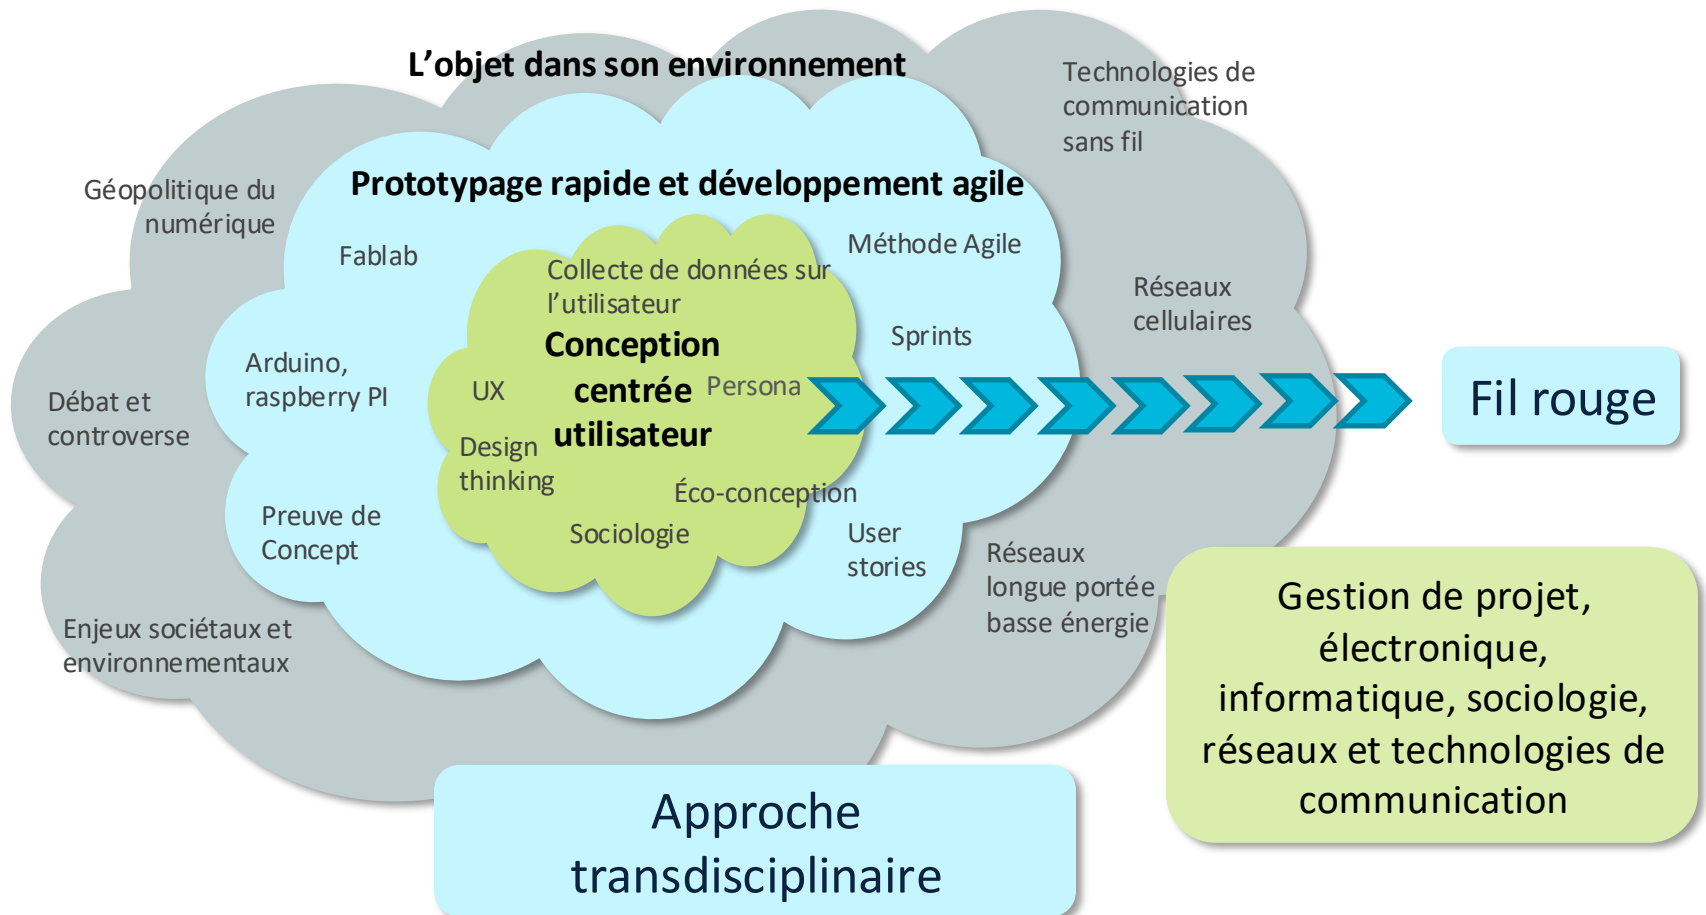 L'objet dans son environnement
Technologies de
communication
sans fil
Géopolitique du
numérique
Prototypage rapide et développement agile
Fablab
Méthode Agile
Collecte de données sur
l'utilisateur
Réseaux
cellulaires
Arduino,
raspberry PI
Sprints
Conception
centrée
utilisateur
UX
Persona
Débat et
controverse
Fil rouge
Design
thinking
Éco-conception
Preuve de
Concept
Sociologie
User
stories
Réseaux
longue portée
basse énergie
Enjeux sociétaux et
environnementaux
Gestion de projet,
électronique,
informatique, sociologie,
réseaux et technologies de
communication
Approche
transdisciplinaire